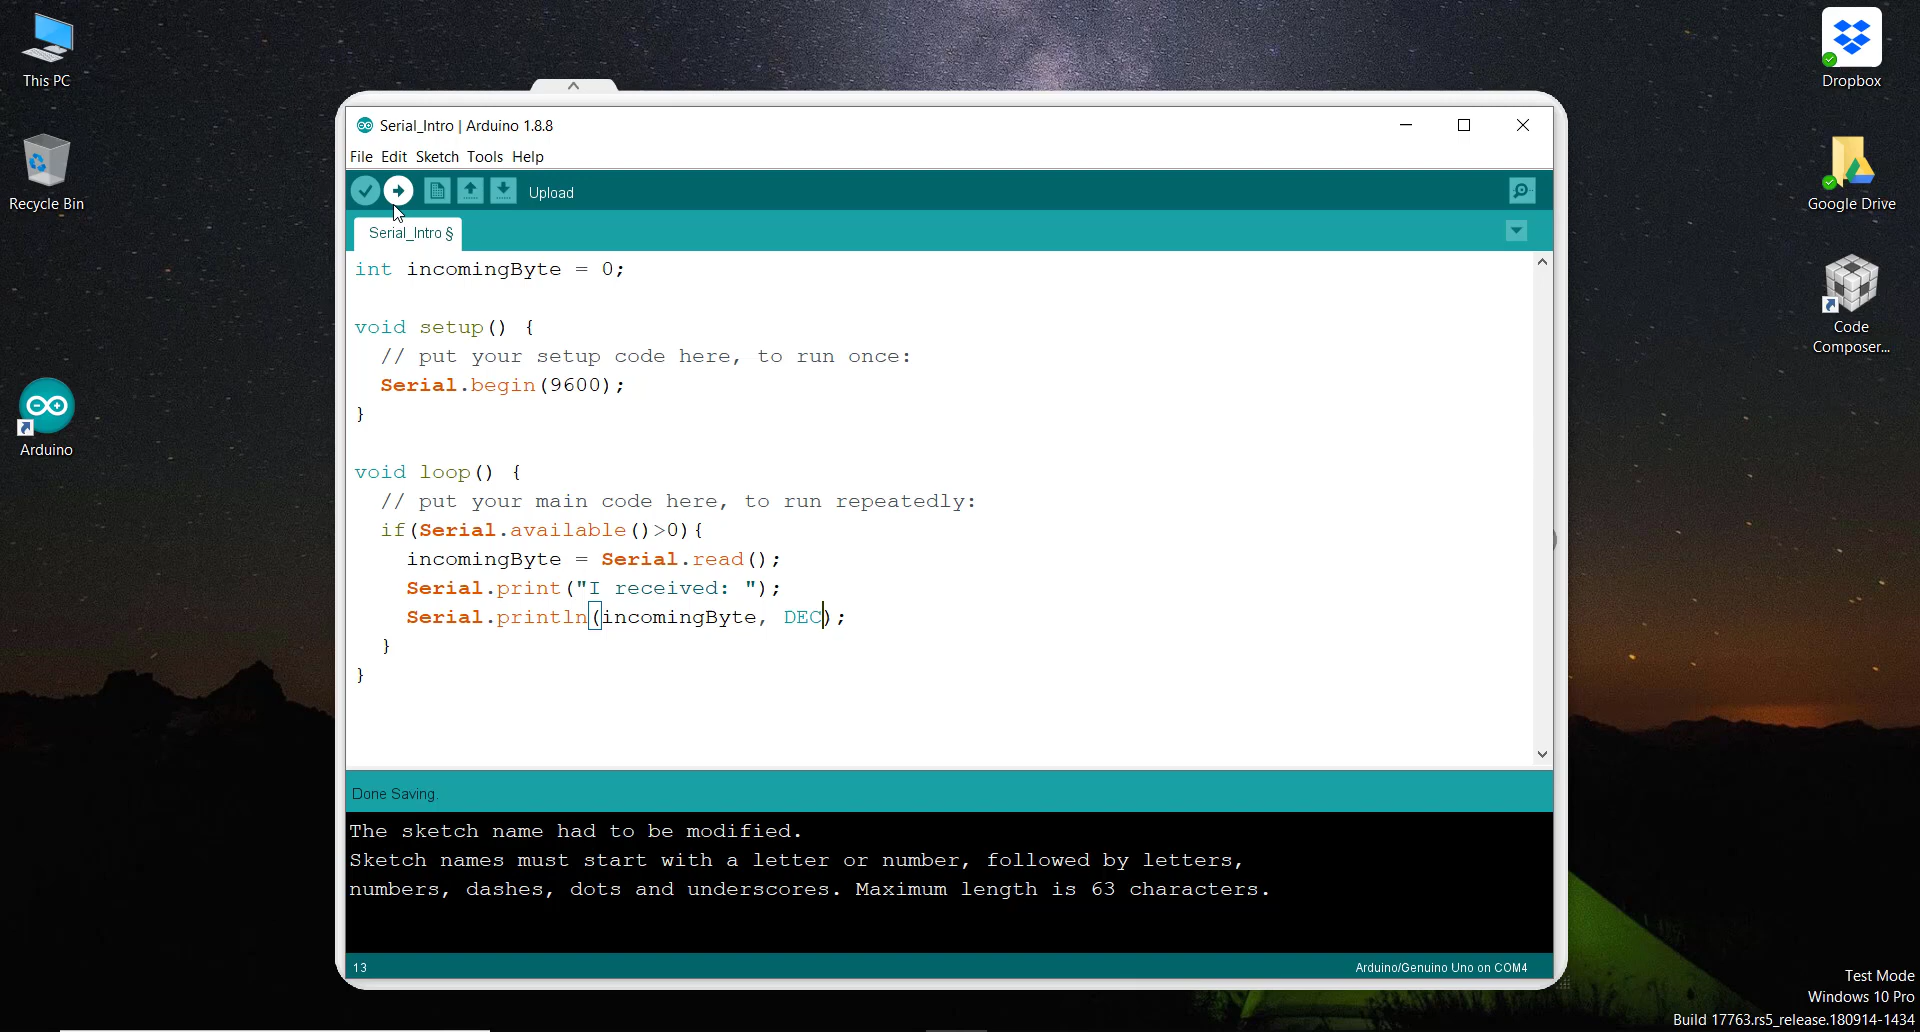 This PC
Recycle Bin
Arduino
Serial_Intro | Arduino 1.8.8
File Edit Sketch Tools Help
Upload
Serial_Intro §
int incomingByte = 0;
void setup() {
// put your setup code here, to run once:
Serial.begin(9600);
}
void loop() {
// put your main code here, to run repeatedly:
if(Serial.available()>0){
incomingByte = Serial.read();
Serial.print("I received: ");
Serial.println(incomingByte, DEC);
}
}
Done Saving.
The sketch name had to be modified.
Sketch names must start with a letter or number, followed by letters,
numbers, dashes, dots and underscores. Maximum length is 63 characters.
13
Arduino/Genuino Uno on COM4
Dropbox
Google Drive
Code
Composer...
Test Mode
Windows 10 Pro
Build 17763.rs5_release.180914-1434